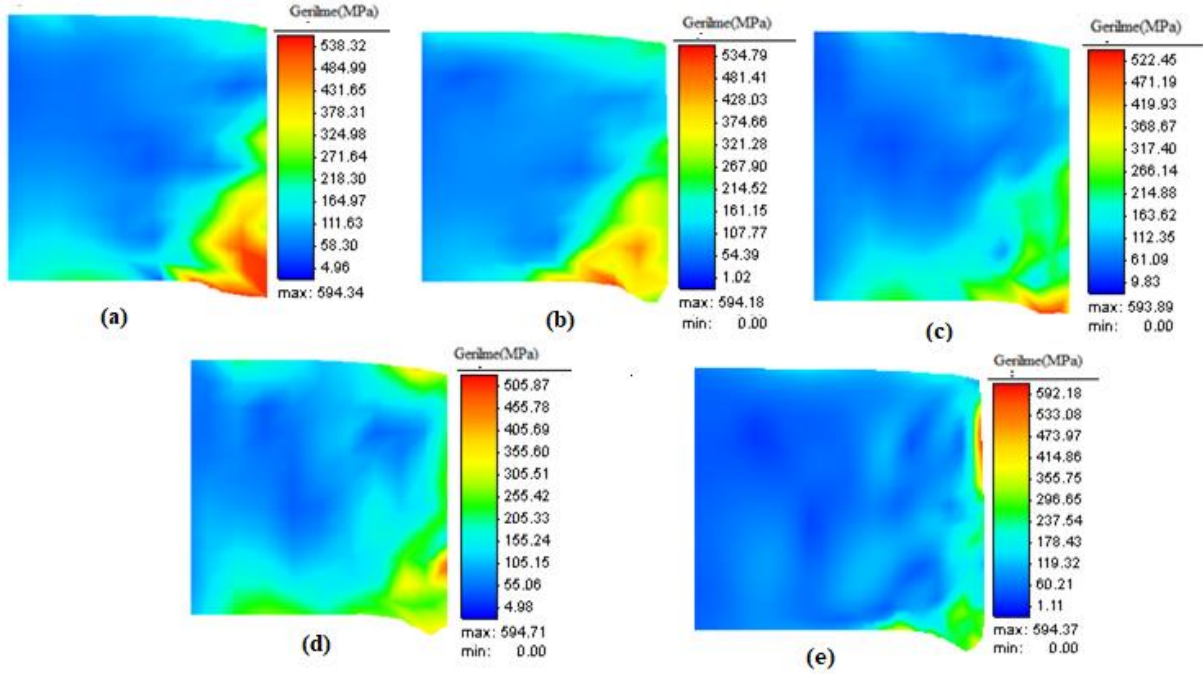 Gerilme(MPa)
538.32
484.99
431.65
378.31
324.98
271.64
218.30
164.97
111.63
58.30
4.96
max: 594.34
(a)
Gerilme(MPa)
534.79
481.41
428.03
374.66
321.28
267.90
214.52
161.15
107.77
54.39
1.02
max: 594.18
min: 0.00
(b)
Gerilme(MPa)
522.45
471.19
419.93
368.67
317.40
266.14
214.88
163.62
112.35
61.09
9.83
max: 593.89
min: 0.00
(c)
Gerilme(MPa)
505.87
455.78
405.69
355.60
305.51
255.42
205.33
155.24
105.15
55.06
4.98
max: 594.71
min: 0.00
(d)
Gerilme(MPa)
592.18
533.08
473.97
414.86
355.75
296.65
237.54
178.43
119.32
60.21
1.11
max: 594.37
min: 0.00
(e)